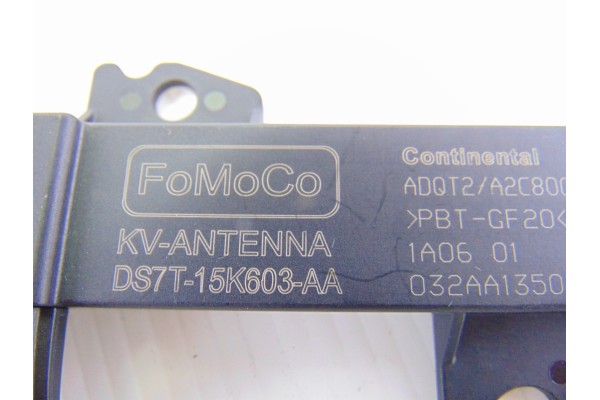 FoMoCo
KV-ANTENNA
DS7T-15K603-AA
Continental
ADQT2/A2C800
>PBT-GF20<
1A06 01
032AA1350